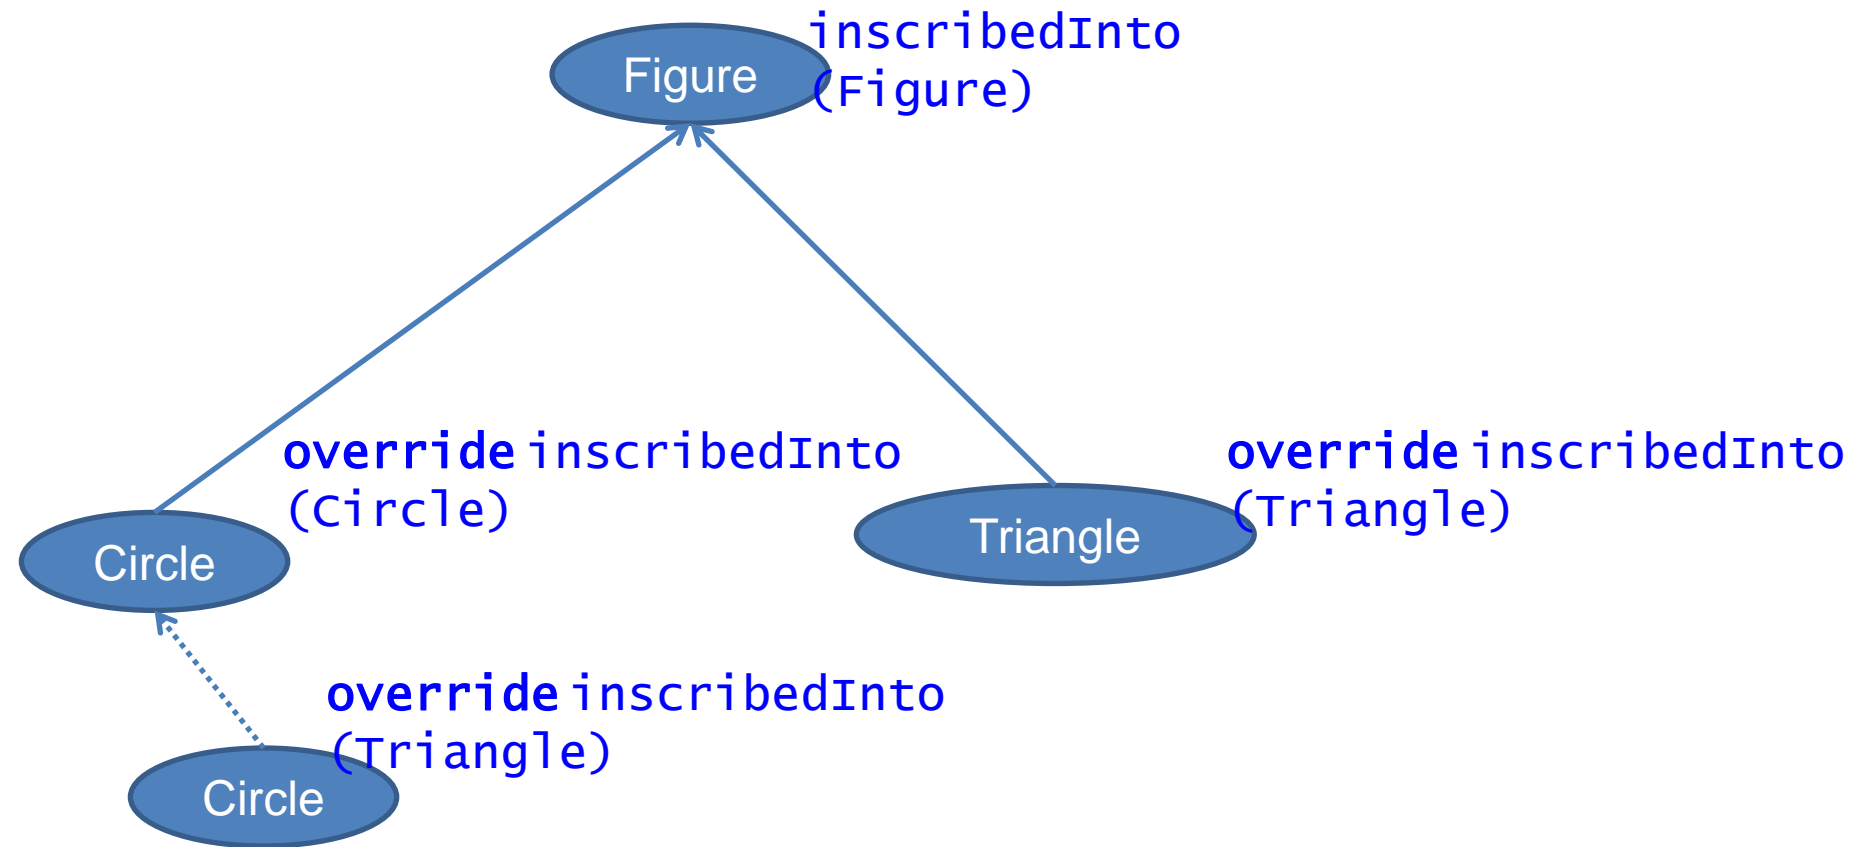 inscribedInto
Figure
(Figure)
override inscribedInto
(Circle)
Circle
override inscribedInto
(Triangle)
Triangle
override inscribedInto
(Triangle)
Circle